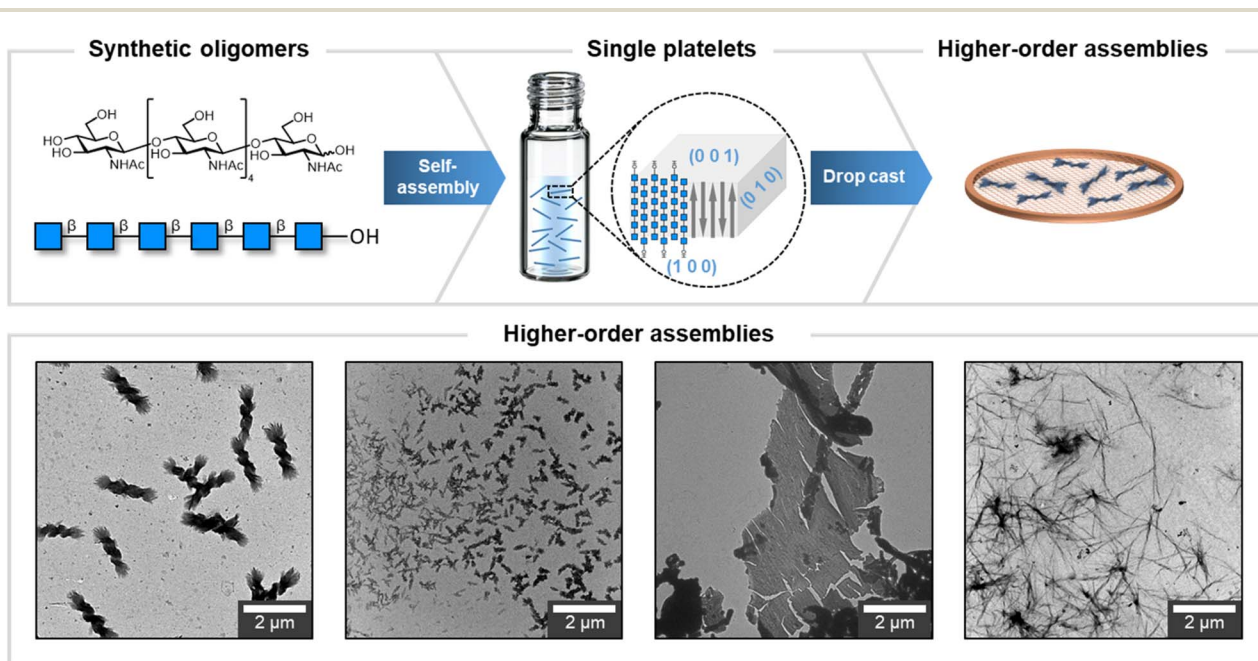 Synthetic oligomers
Single platelets
Higher-order assemblies
OH
OH
OH
HO
HO
O
O
O
O
O
OH
HO
HO
HO
NHAc
NHAc
NHAc
4
β β β β β
OH
Self-
assembly
(0 0 1)
(0 1 0)
(1 0 0)
Drop cast
Higher-order assemblies
2 µm
2 µm
2 µm
2 µm